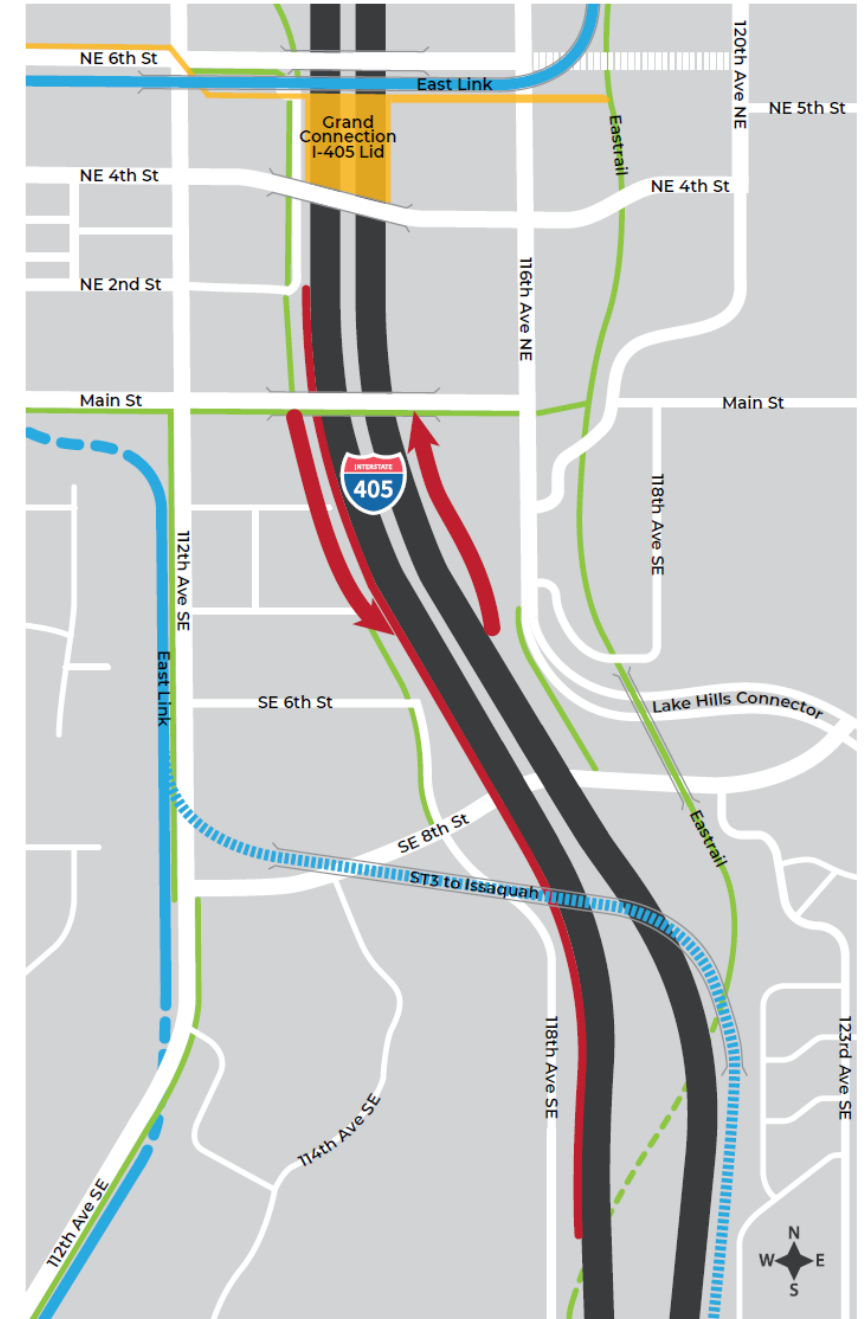 NE 6th St
East Link
120th Ave NE
NE 5th St
Grand
Connection
I-405 Lid
Eastrail
NE 4th St
NE 4th St
NE 2nd St
116th Ave NE
Main St
Main St
INTERSTATE
405
118th Ave SE
112th Ave SE
East Link
SE 6th St
Lake Hills Connector
SE 8th St
Eastrail
ST3 to Issaquah
118th Ave SE
123rd Ave SE
114th Ave SE
112th Ave SE
N
W E
S